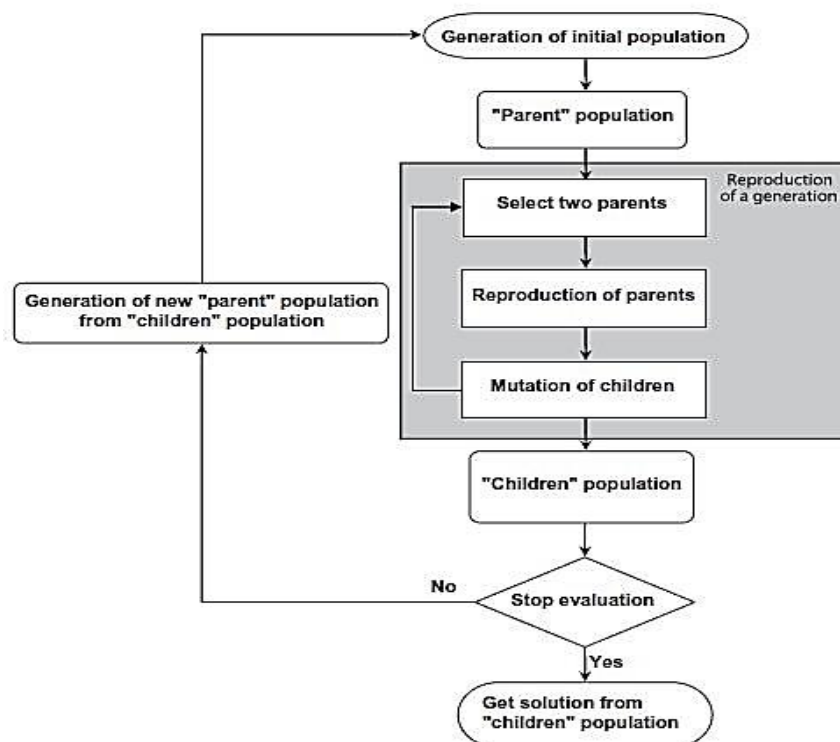 Generation of initial population
"Parent" population
Reproduction
of a generation
Select two parents
Reproduction of parents
Generation of new "parent" population
from "children" population
Mutation of children
"Children" population
No
Stop evaluation
Yes
Get solution from
"children" population